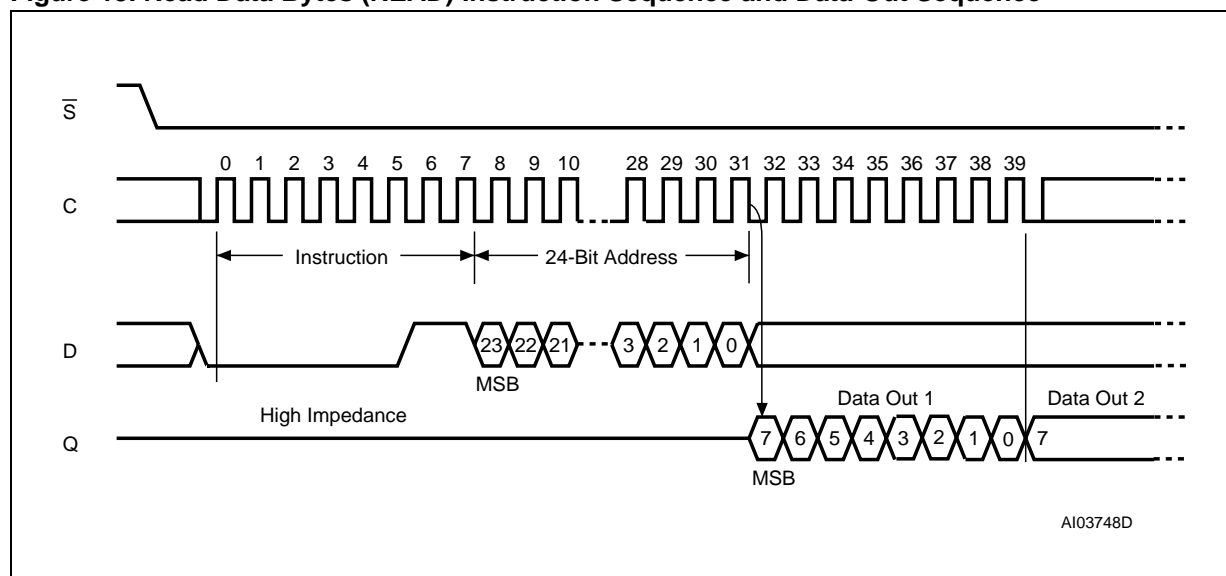 Figure 13. Read Data Bytes (READ) Instruction Sequence and Data-Out Sequence
S
0 1 2 3 4 5 6 7 8 9 10 28 29 30 31 32 33 34 35 36 37 38 39
C
Instruction 24-Bit Address
D 23 22 21 3 2 1 0
MSB
High Impedance Data Out 1 Data Out 2
Q 7 6 5 4 3 2 1 0 7
MSB
AI03748D